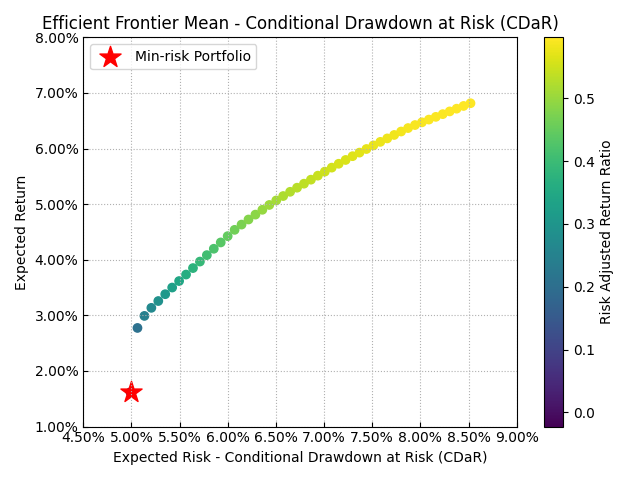 Efficient Frontier Mean - Conditional Drawdown at Risk (CDaR)
Min-risk Portfolio
8.00%
7.00%
6.00%
5.00%
4.00%
3.00%
2.00%
1.00%
Expected Return
4.50% 5.00% 5.50% 6.00% 6.50% 7.00% 7.50% 8.00% 8.50% 9.00%
Expected Risk - Conditional Drawdown at Risk (CDaR)
0.5
0.4
0.3
0.2
0.1
0.0
Risk Adjusted Return Ratio